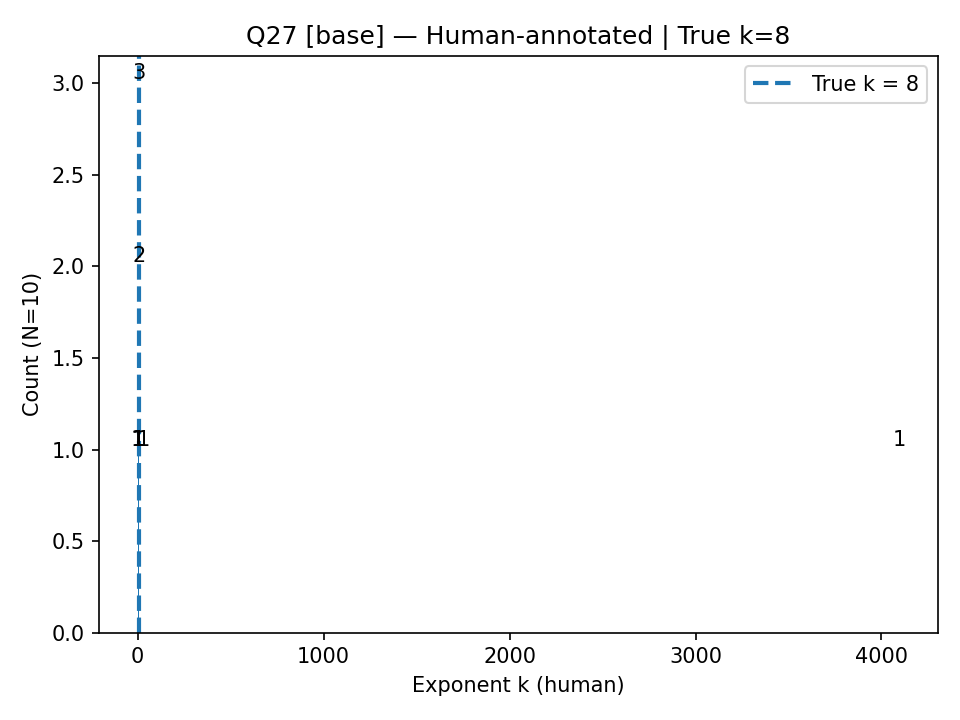 Q27 [base] — Human-annotated | True k=8
True k = 8
Count (N=10)
3.0
2.5
2.0
1.5
1.0
0.5
0.0
3
2
1
1
1
0 1000 2000 3000 4000
Exponent k (human)